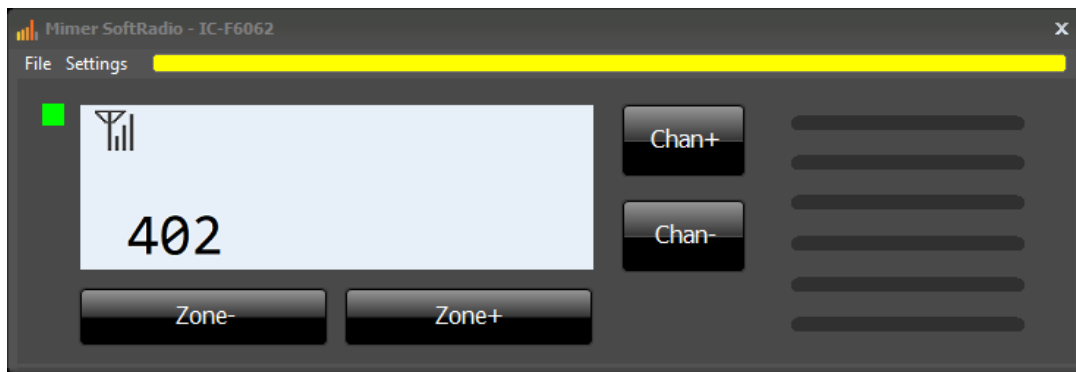 Mimer SoftRadio - IC-F6062 x
File Settings
402
Chan+
Chan-
Zone- Zone+